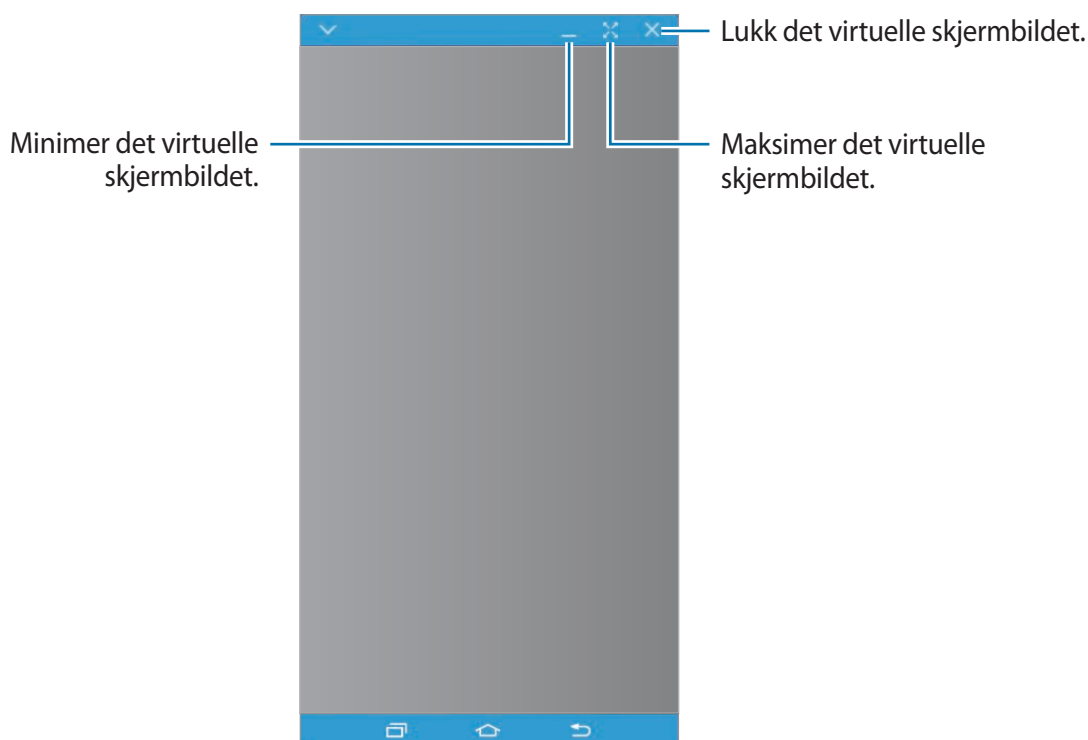 Lukk det virtuelle skjermbildet.
Minimer det virtuelle
skjermbildet.
Maksimer det virtuelle
skjermbildet.